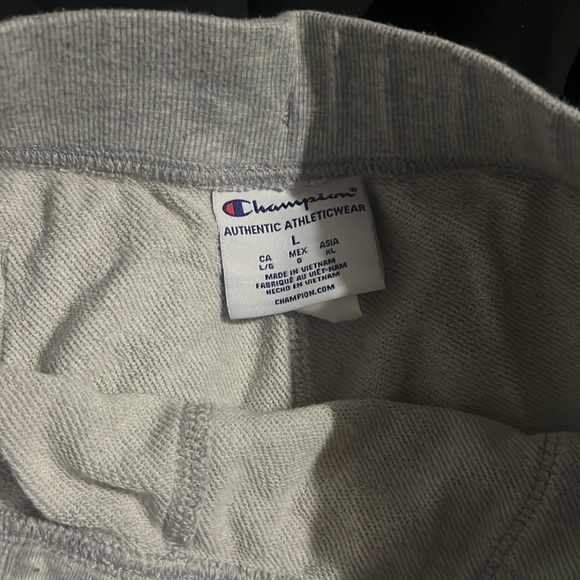 Champion®
AUTHENTIC ATHLETICWEAR
L
CA MEX ASIA
L/G G XL
MADE IN VIETNAM
FABRIQUÉ AU VIÊT-NAM
HECHO EN VIETNAM
CHAMPION.COM